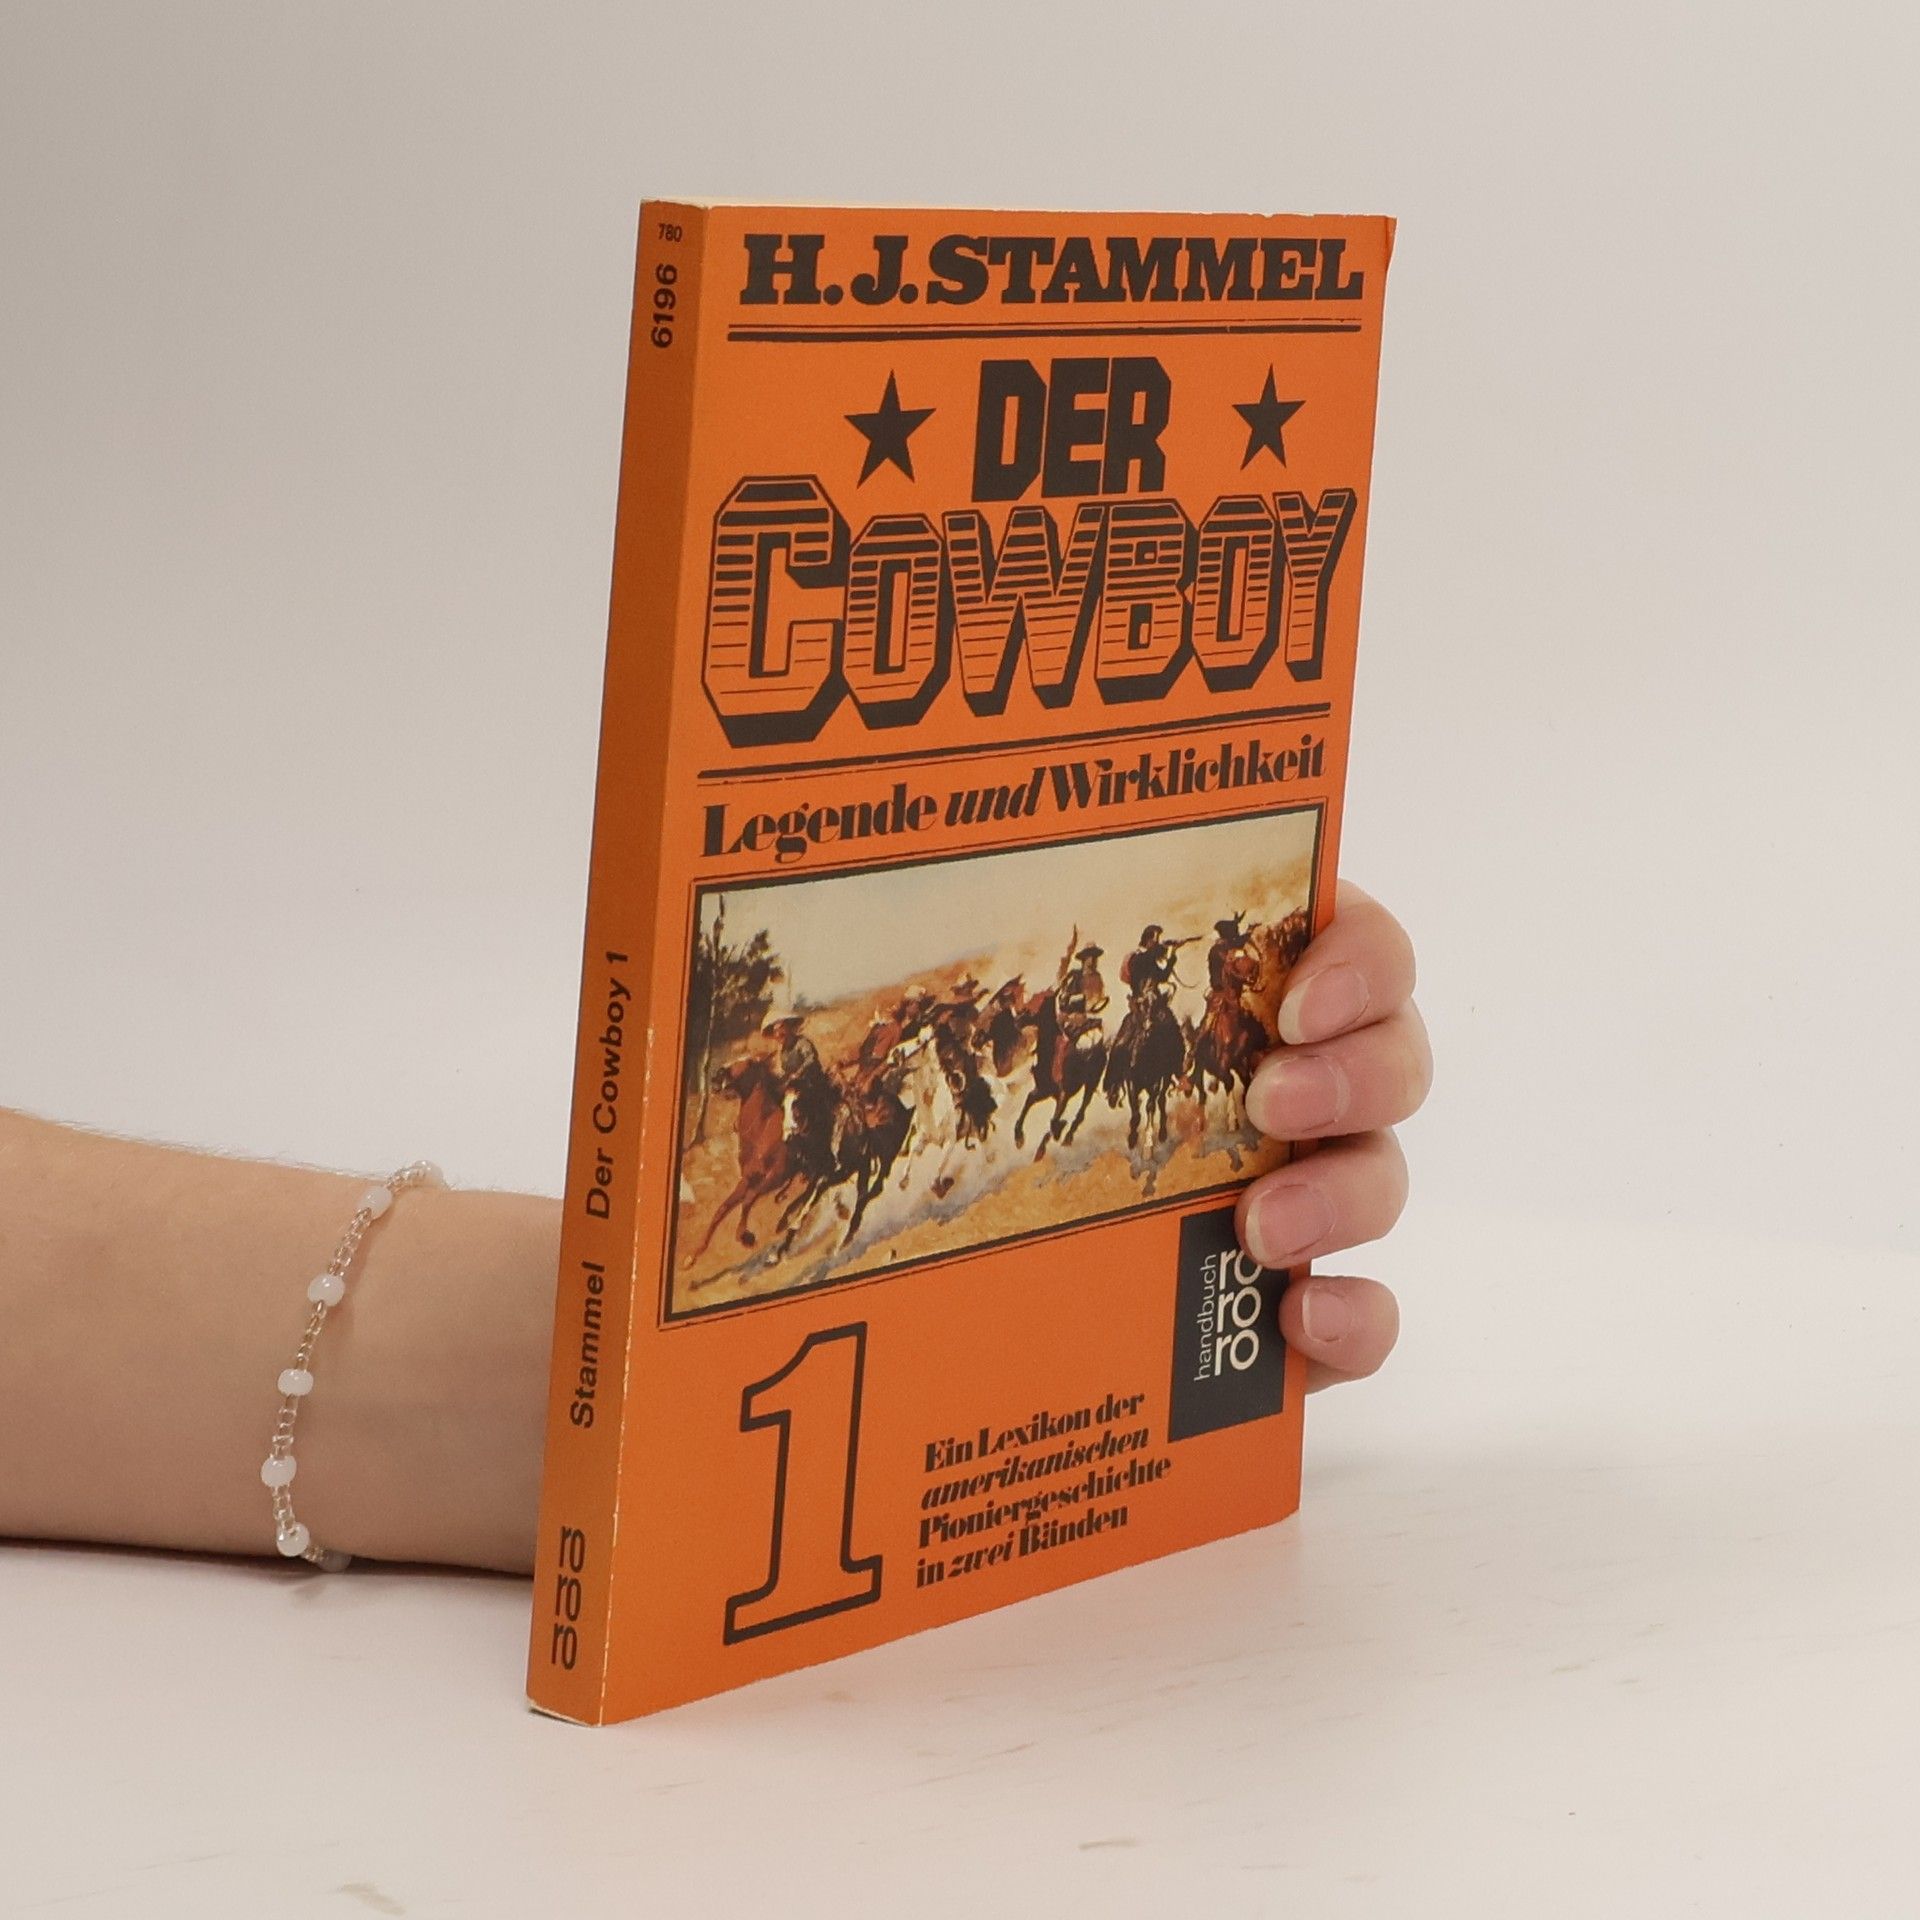 780
6196
Stammel Der Cowboy 1
ro
ro
ro
H.J.STAMMEL
DER
COWBOY
Legende und Wirklichkeit
1
Ein Lexikon der
amerikanischen
Pioniergeschichte
in zwei Bänden
handbuch
ro
ro
ro